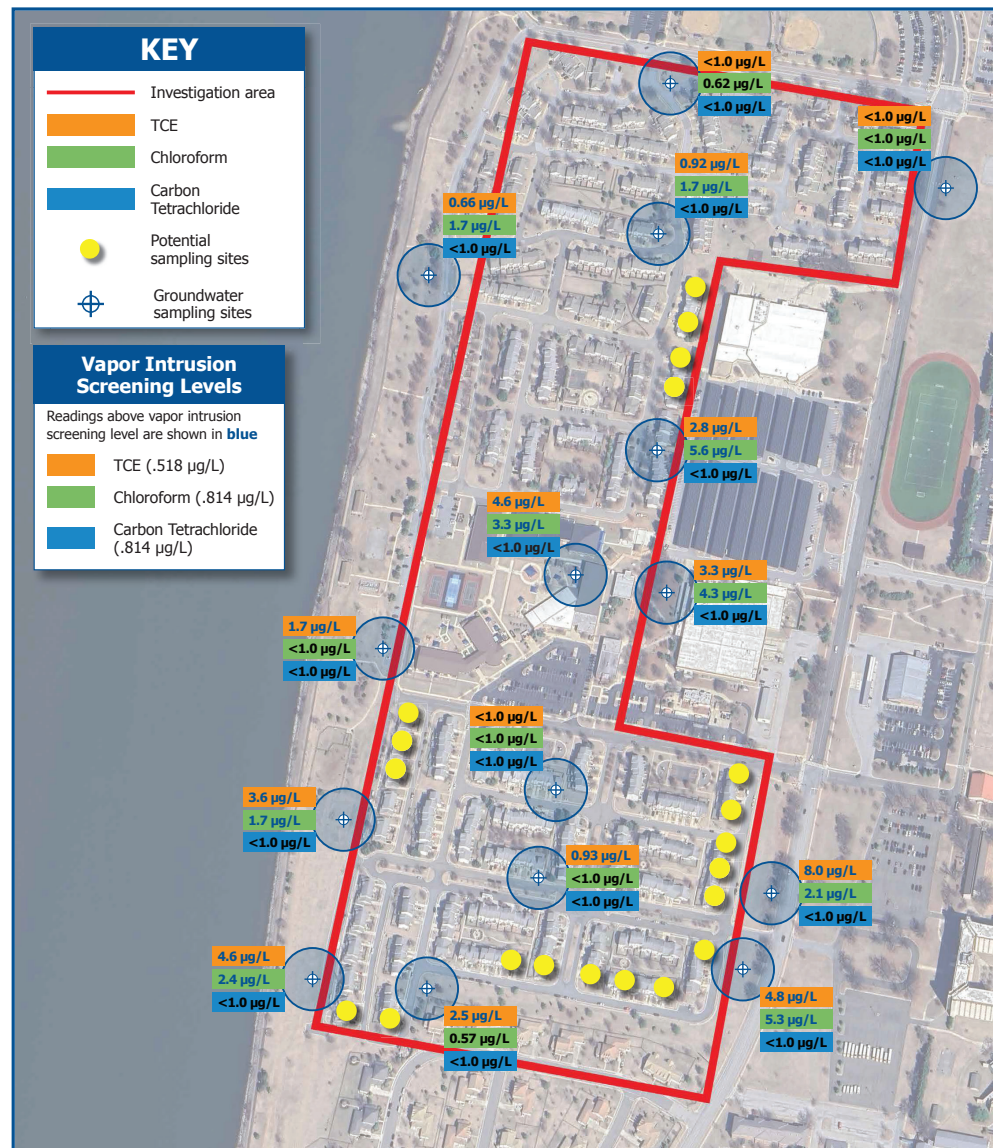 KEY
Investigation area
TCE
Chloroform
Carbon
Tetrachloride
Potential
sampling sites
Groundwater
sampling sites
Vapor Intrusion
Screening Levels
Readings above vapor intrusion
screening level are shown in blue
TCE (.518 µg/L)
Chloroform (.814 µg/L)
Carbon Tetrachloride
(.814 µg/L)
<1.0 µg/L
0.62 µg/L
<1.0 µg/L
<1.0 µg/L
<1.0 µg/L
<1.0 µg/L
0.92 µg/L
1.7 µg/L
<1.0 µg/L
0.66 µg/L
1.7 µg/L
<1.0 µg/L
2.8 µg/L
5.6 µg/L
<1.0 µg/L
4.6 µg/L
3.3 µg/L
<1.0 µg/L
3.3 µg/L
4.3 µg/L
<1.0 µg/L
1.7 µg/L
<1.0 µg/L
<1.0 µg/L
<1.0 µg/L
<1.0 µg/L
<1.0 µg/L
3.6 µg/L
1.7 µg/L
<1.0 µg/L
0.93 µg/L
<1.0 µg/L
<1.0 µg/L
8.0 µg/L
2.1 µg/L
<1.0 µg/L
4.6 µg/L
2.4 µg/L
<1.0 µg/L
2.5 µg/L
0.57 µg/L
<1.0 µg/L
4.8 µg/L
5.3 µg/L
<1.0 µg/L